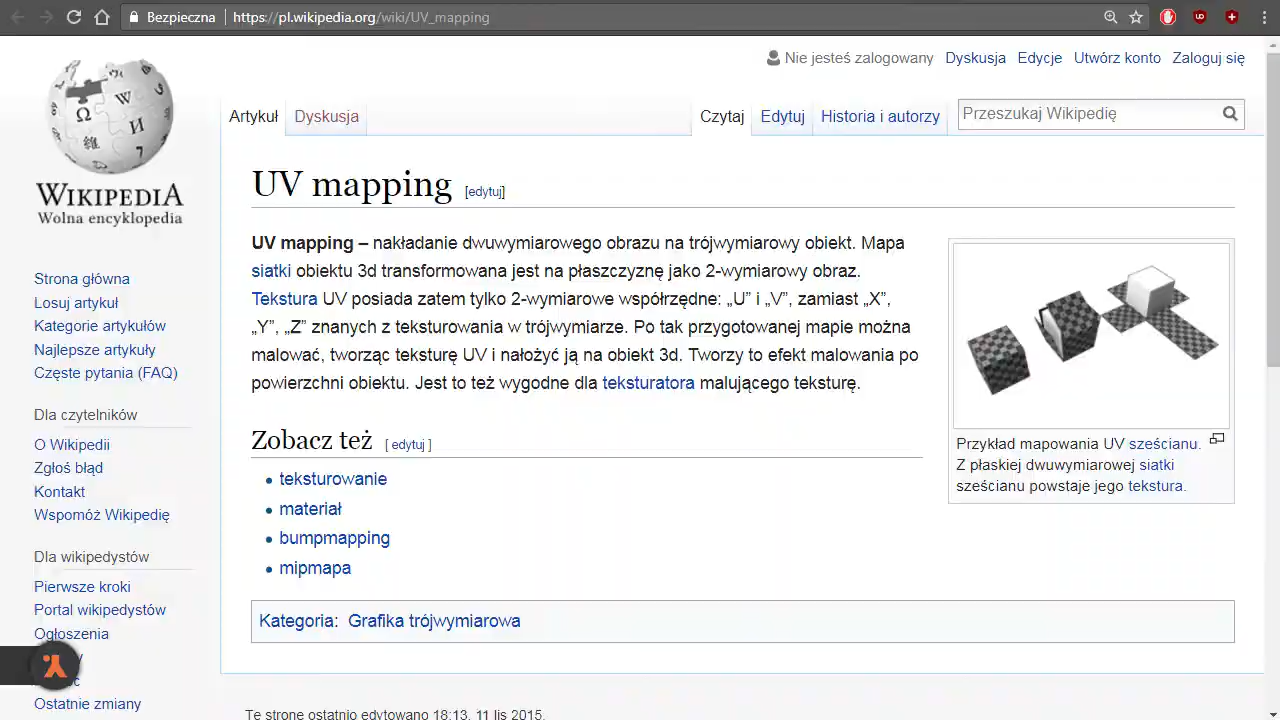 Bezpieczna https://pl.wikipedia.org/wiki/UV_mapping
Nie jesteś zalogowany Dyskusja Edycje Utwórz konto Zaloguj się
Artykuł Dyskusja Czytaj Edytuj Historia i autorzy Przeszukaj Wikipedię
WIKIPEDIA
Wolna encyklopedia
Strona główna
Losuj artykuł
Kategorie artykułów
Najlepsze artykuły
Częste pytania (FAQ)
Dla czytelników
O Wikipedii
Zgłoś błąd
Kontakt
Wspomóż Wikipedię
Dla wikipedystów
Pierwsze kroki
Portal wikipedystów
Ogłoszenia
Ostatnie zmiany
UV mapping [edytuj]
UV mapping – nakładanie dwuwymiarowego obrazu na trójwymiarowy obiekt. Mapa
siatki obiektu 3d transformowana jest na płaszczyznę jako 2-wymiarowy obraz.
Tekstura UV posiada zatem tylko 2-wymiarowe współrzędne: „U” i „V”, zamiast „X”,
„Y”, „Z” znanych z teksturowania w trójwymiarze. Po tak przygotowanej mapie można
malować, tworząc teksturę UV i nałożyć ją na obiekt 3d. Tworzy to efekt malowania po
powierzchni obiektu. Jest to też wygodne dla teksturatora malującego teksturę.
Przykład mapowania UV sześcianu.
Z płaskiej dwuwymiarowej siatki
sześcianu powstaje jego tekstura.
Zobacz też [ edytuj ]
teksturowanie
materiał
bumpmapping
mipmapa
Kategoria: Grafika trójwymiarowa
Tę stronę ostatnio edytowano 18:13, 11 lis 2015.